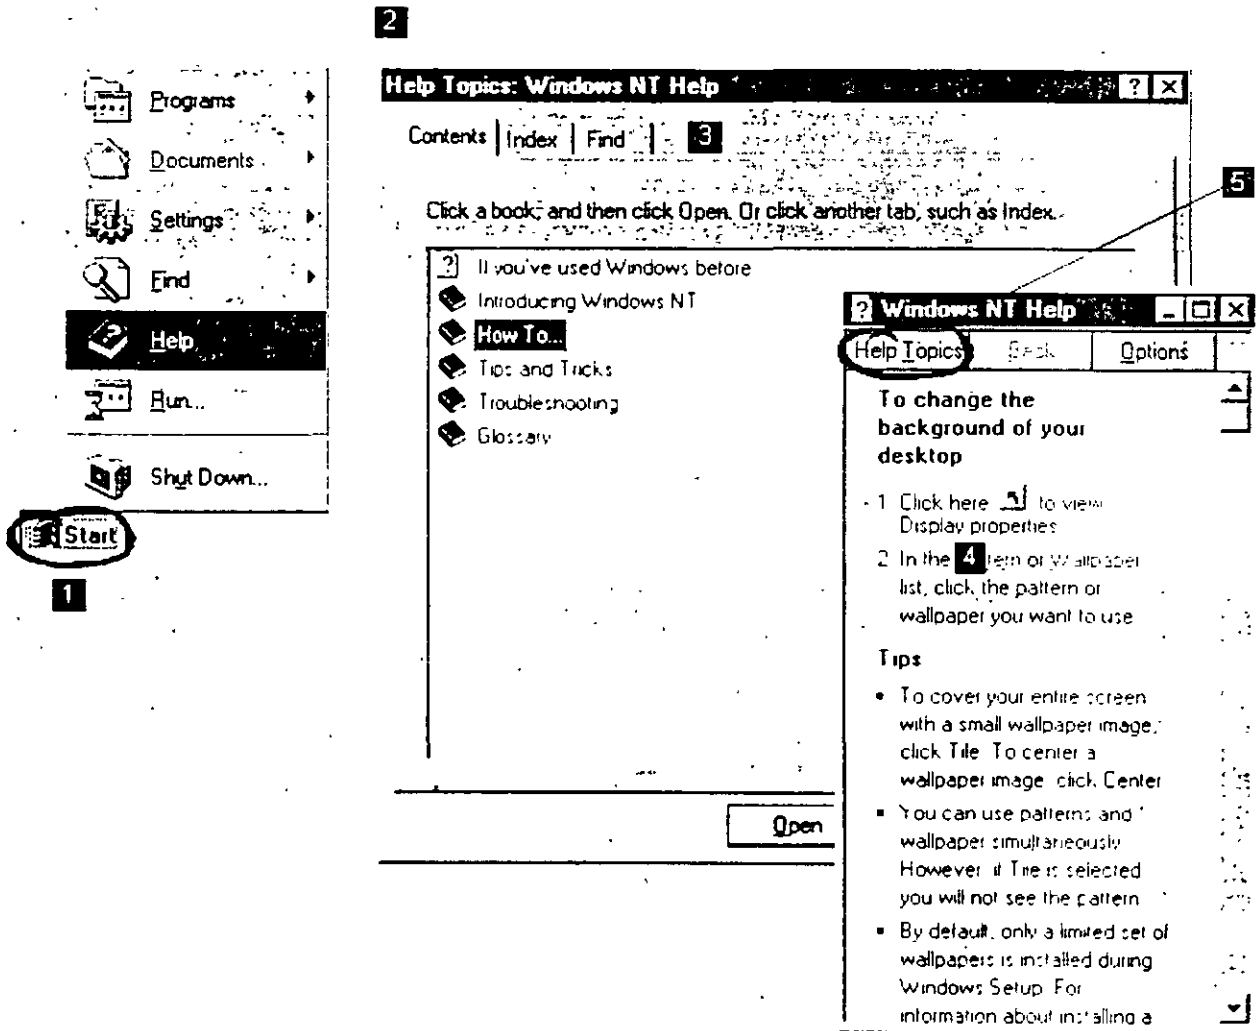 2
Programs
Documents
Settings
Find
Help
Run...
Shut Down...
Start
1
Help Topics: Windows NT Help
Contents Index Find 3
5
Click a book, and then click Open. Or click another tab, such as Index.
If you've used Windows before
Introducing Windows NT
How To...
Tips and Tricks
Troubleshooting
Glossary
Open
Windows NT Help
Help Topics Back Options
To change the
background of your
desktop
1 Click here to view
Display properties
2 In the 4 tern or Wallpaper
list, click the pattern or
wallpaper you want to use
Tips
• To cover your entire screen
with a small wallpaper image,
click Tile. To center a
wallpaper image, click Center
• You can use patterns and
wallpaper simultaneously
However, if Tile is selected
you will not see the pattern
• By default, only a limited set of
wallpapers is installed during
Windows Setup. For
information about installing a